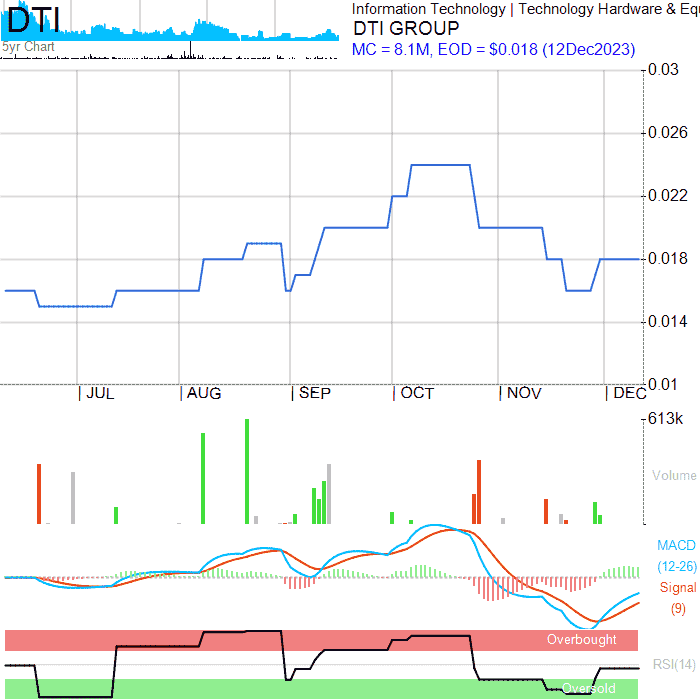 DTI
5yr Chart
Information Technology | Technology Hardware & Equ
DTI GROUP
MC = 8.1M, EOD = $0.018 (12Dec2023)
0.03
0.026
0.022
0.018
0.014
0.01
| JUL | AUG | SEP | OCT | NOV | DEC
613k
Volume
MACD
(12-26)
Signal
(9)
Overbought
RSI(14)
Oversold